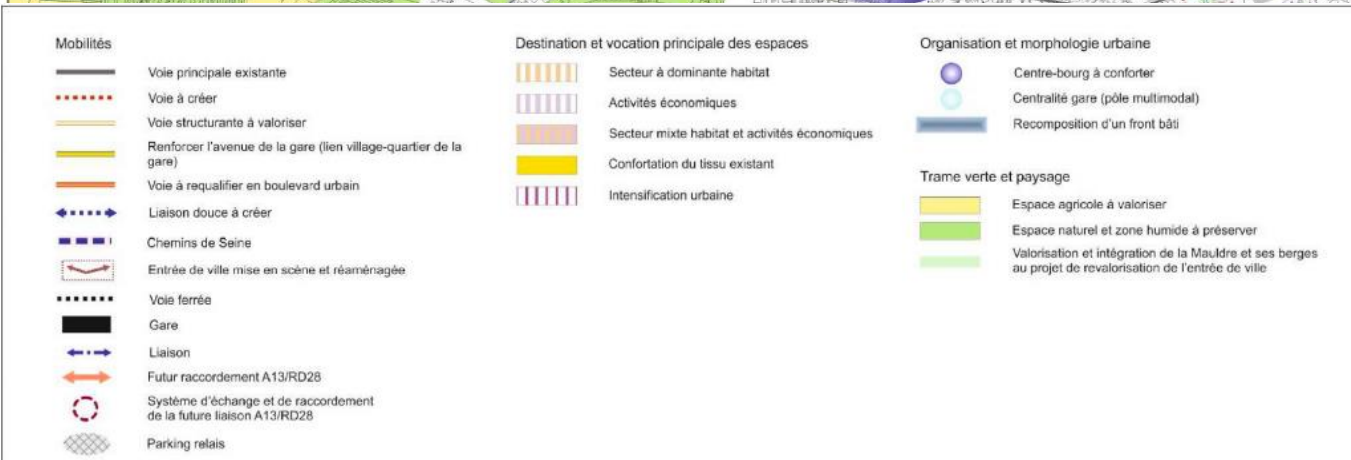 Mobilités
Voie principale existante
Voie à créer
Voie structurante à valoriser
Renforcer l'avenue de la gare (lien village-quartier de la
gare)
Voie à requalifier en boulevard urbain
Liaison douce à créer
Chemins de Seine
Entrée de ville mise en scène et réaménagée
Voie ferrée
Gare
Liaison
Futur raccordement A13/RD28
Système d'échange et de raccordement
de la future liaison A13/RD28
Parking relais
Destination et vocation principale des espaces
Secteur à dominante habitat
Activités économiques
Secteur mixte habitat et activités économiques
Confortation du tissu existant
Intensification urbaine
Organisation et morphologie urbaine
Centre-bourg à conforter
Centralité gare (pôle multimodal)
Recomposition d'un front bâti
Trame verte et paysage
Espace agricole à valoriser
Espace naturel et zone humide à préserver
Valorisation et intégration de la Mauldre et ses berges
au projet de revalorisation de l'entrée de ville